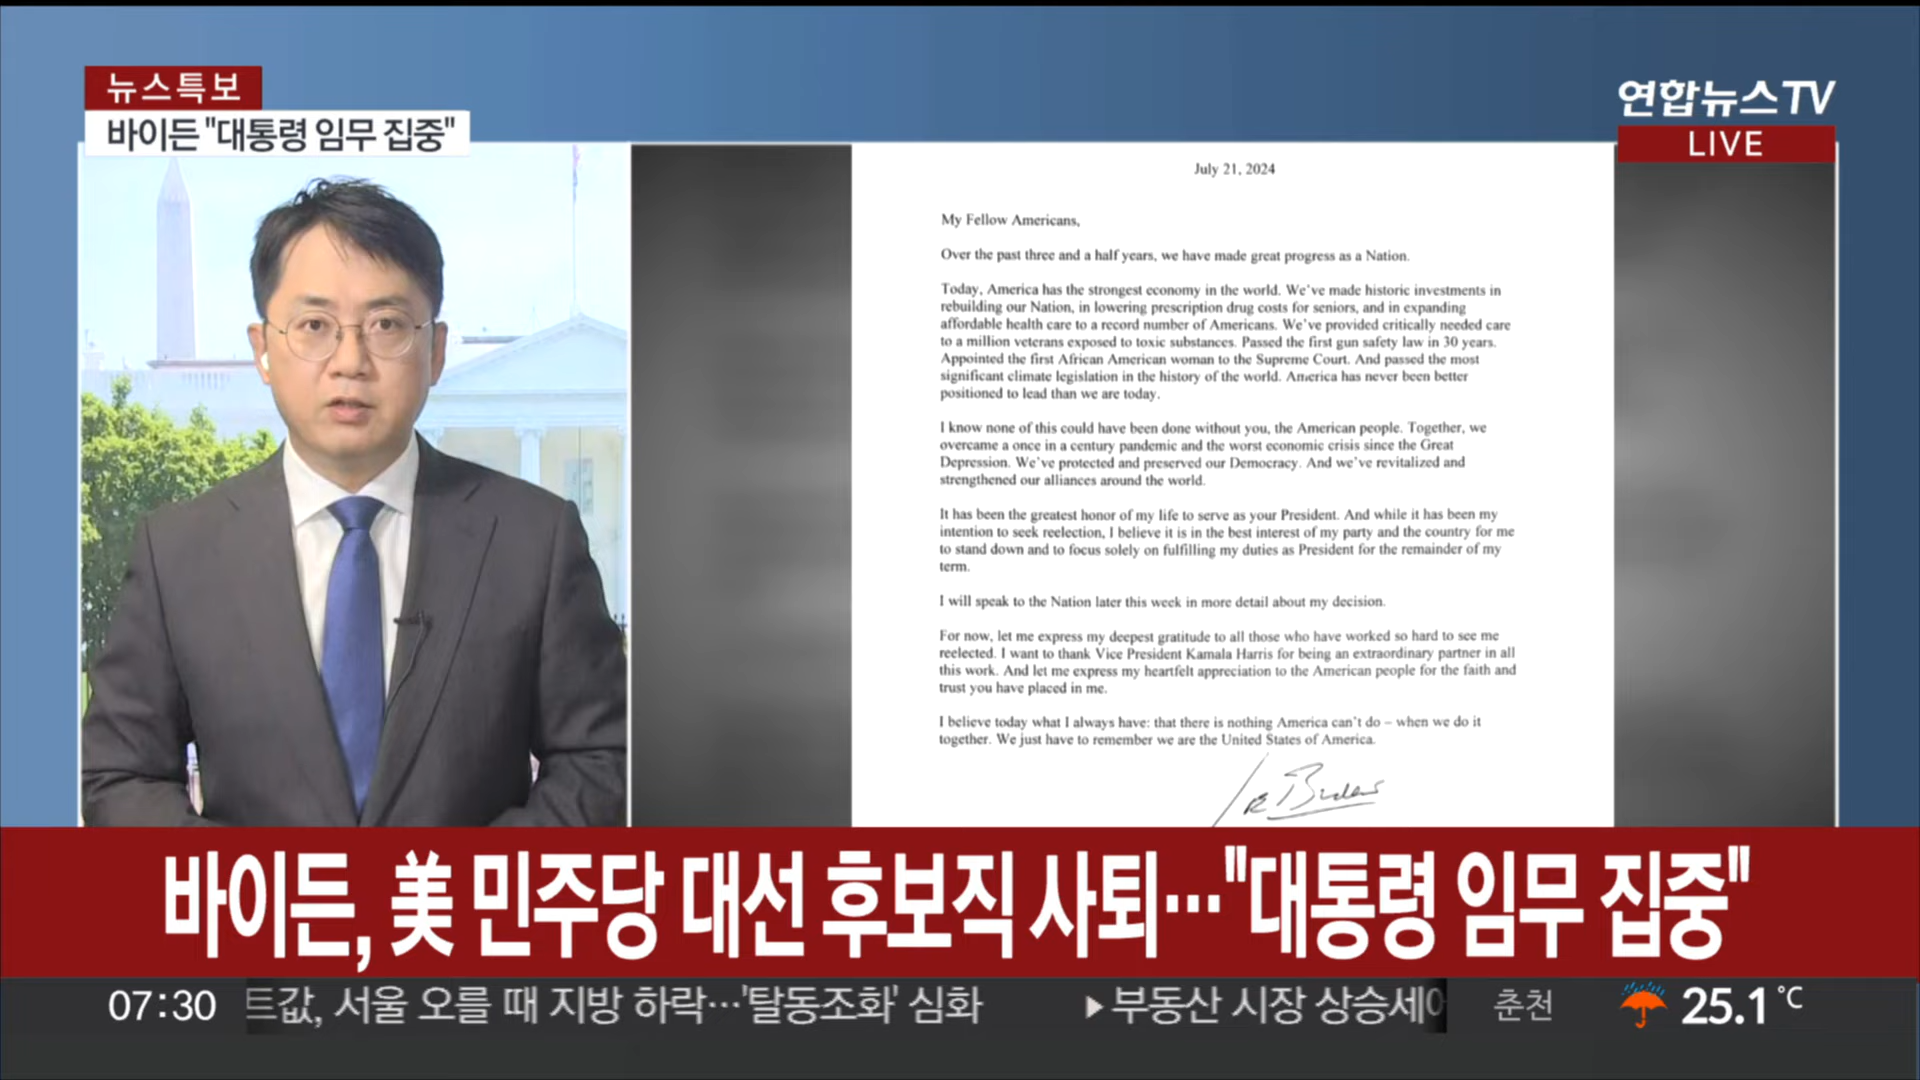 뉴스특보
바이든 "대통령 임무 집중"
연합뉴스TV
LIVE
July 21, 2024
My Fellow Americans,
Over the past three and a half years, we have made great progress as a Nation.
Today, America has the strongest economy in the world. We've made historic investments in
rebuilding our Nation, in lowering prescription drug costs for seniors, and in expanding
affordable health care to a record number of Americans. We've provided critically needed care
to a million veterans exposed to toxic substances. Passed the first gun safety law in 30 years.
Appointed the first African American woman to the Supreme Court. And passed the most
significant climate legislation in the history of the world. America has never been better
positioned to lead than we are today.
I know none of this could have been done without you, the American people. Together, we
overcame a once in a century pandemic and the worst economic crisis since the Great
Depression. We've protected and preserved our Democracy. And we've revitalized and
strengthened our alliances around the world.
It has been the greatest honor of my life to serve as your President. And while it has been my
intention to seek reelection, I believe it is in the best interest of my party and the country for me
to stand down and to focus solely on fulfilling my duties as President for the remainder of my
term.
I will speak to the Nation later this week in more detail about my decision.
For now, let me express my deepest gratitude to all those who have worked so hard to see me
reelected. I want to thank Vice President Kamala Harris for being an extraordinary partner in all
this work. And let me express my heartfelt appreciation to the American people for the faith and
trust you have placed in me.
I believe today what I always have: that there is nothing America can't do – when we do it
together. We just have to remember we are the United States of America.
Joe Biden
바이든, 美 민주당 대선 후보직 사퇴…"대통령 임무 집중"
07:30 트값, 서울 오를 때 지방 하락…'탈동조화' 심화 ▶부동산 시장 상승세 춘천 25.1℃